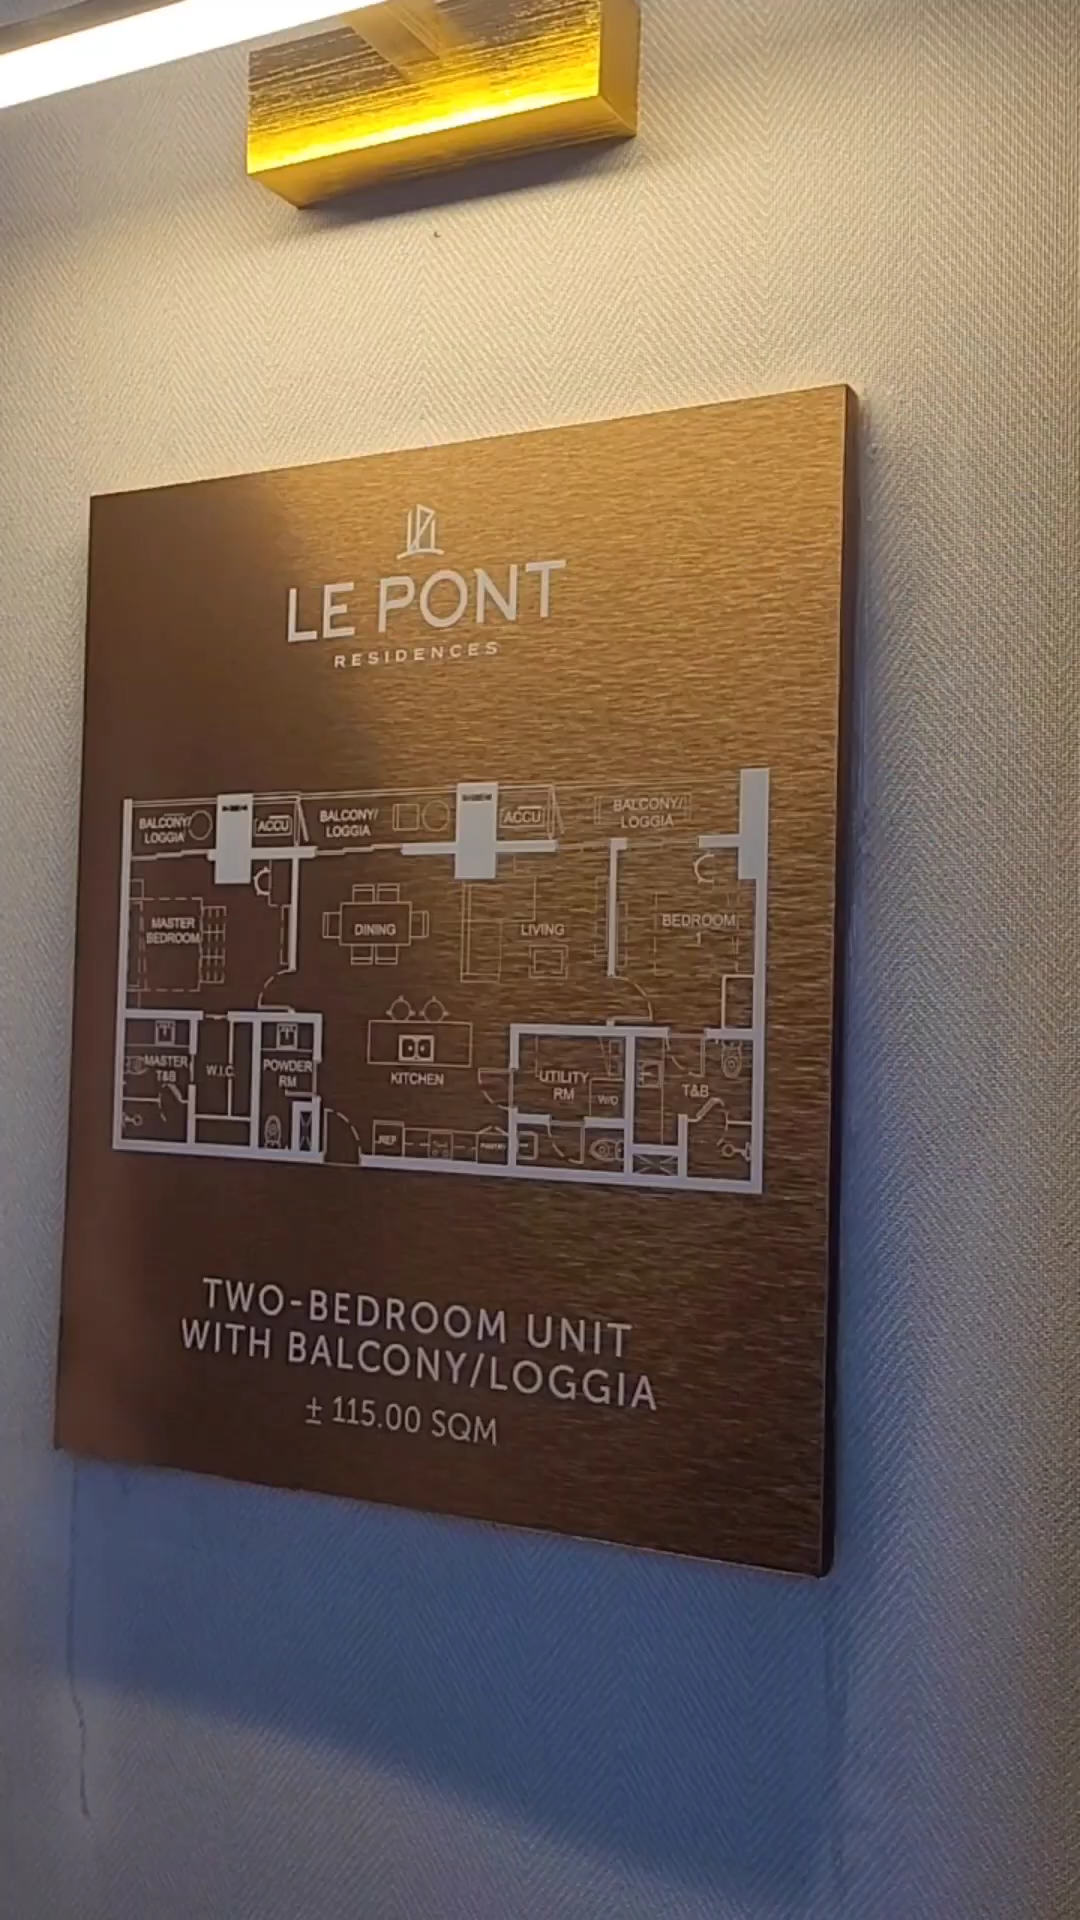 LE PONT
RESIDENCES
BALCONY/
LOGGIA
ACCU
BALCONY/
LOGGIA
ACCU
BALCONY/
LOGGIA
MASTER
BEDROOM
DINING
LIVING
BEDROOM
MASTER
T&B
W.I.C.
POWDER
RM
KITCHEN
UTILITY
RM
W/D
T&B
REF
PANTRY
TWO-BEDROOM UNIT
WITH BALCONY/LOGGIA
± 115.00 SQM